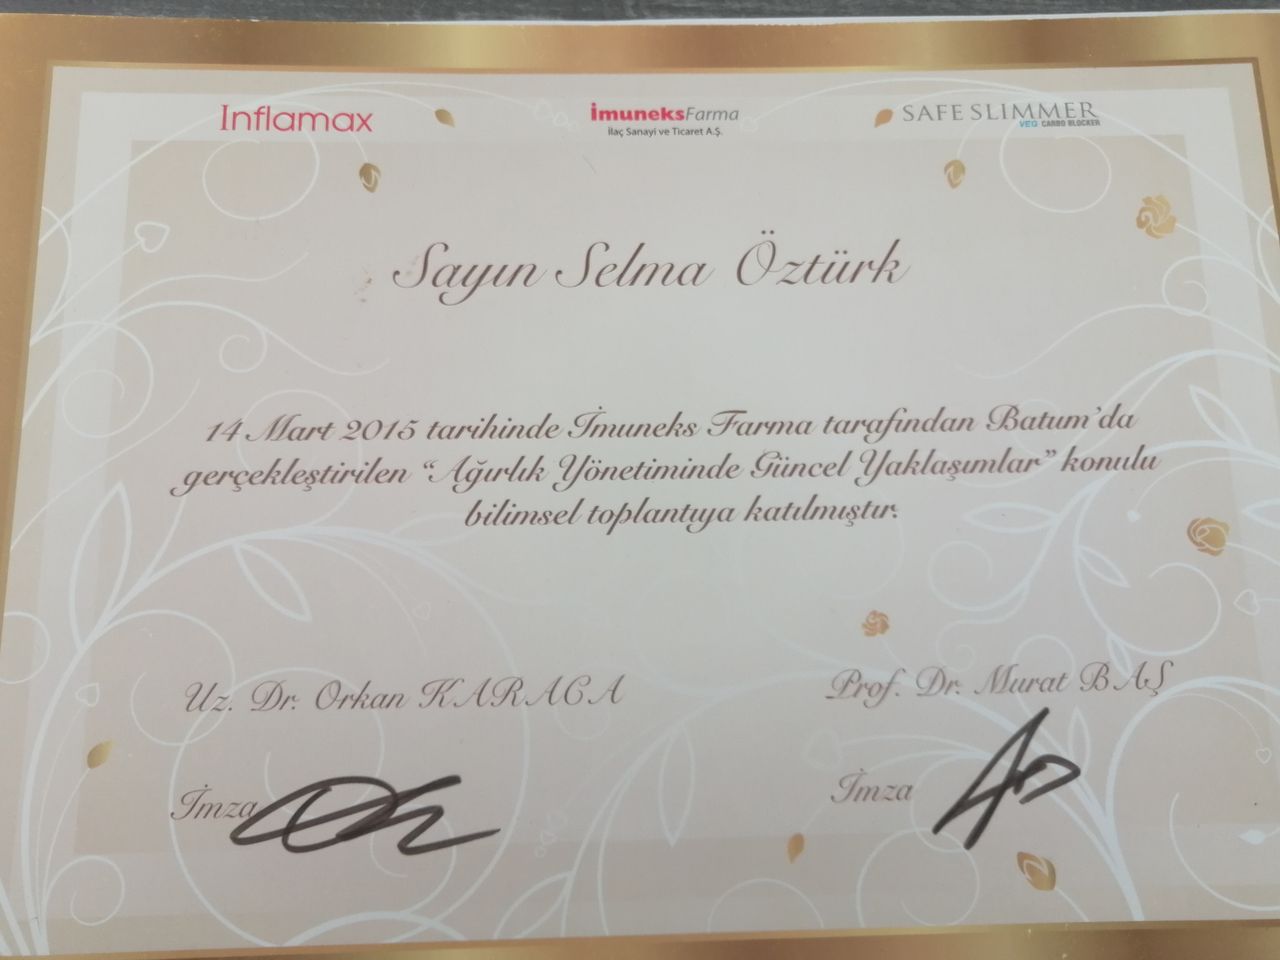 Inflamax
İmuneksFarma
İlaç Sanayi ve Ticaret A.Ş.
SAFE SLIMMER
VEG CARBO BLOCKER
Sayın Selma Öztürk
14 Mart 2015 tarihinde İmuneks Farma tarafından Batum'da
gerçekleştirilen “Ağırlık Yönetiminde Güncel Yaklaşımlar” konulu
bilimsel toplantıya katılmıştır.
Uz. Dr. Orkan KARACA
Prof. Dr. Murat BAŞ
İmza
İmza